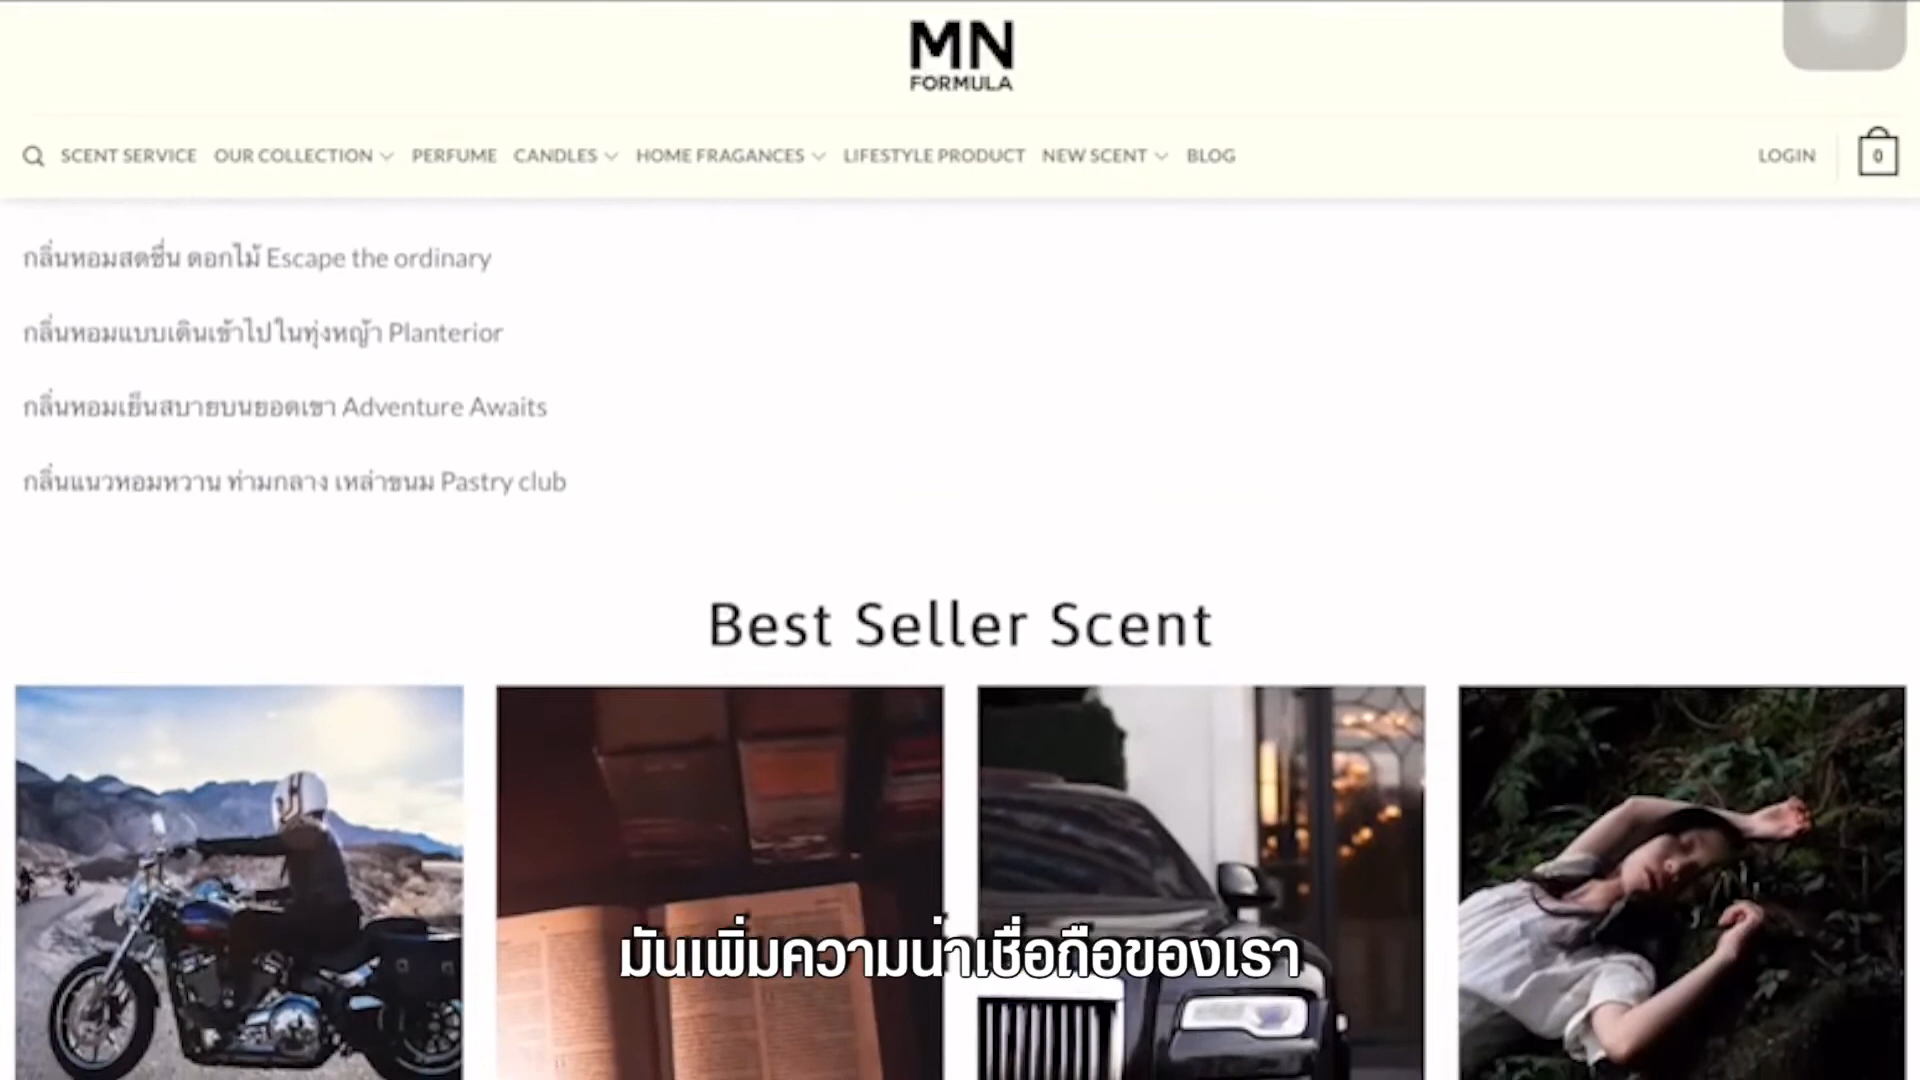 MN
FORMULA
SCENT SERVICE OUR COLLECTION PERFUME CANDLES HOME FRAGANCES LIFESTYLE PRODUCT NEW SCENT BLOG LOGIN 0
กลิ่นหอมสดชื่น ดอกไม้ Escape the ordinary
กลิ่นหอมแบบเดินเข้าไปในทุ่งหญ้า Planterior
กลิ่นหอมเย็นสบายบนยอดเขา Adventure Awaits
กลิ่นแนวหอมหวาน ท่ามกลาง เหล่าขนม Pastry club
Best Seller Scent
มันเพิ่มความน่าเชื่อถือของเรา